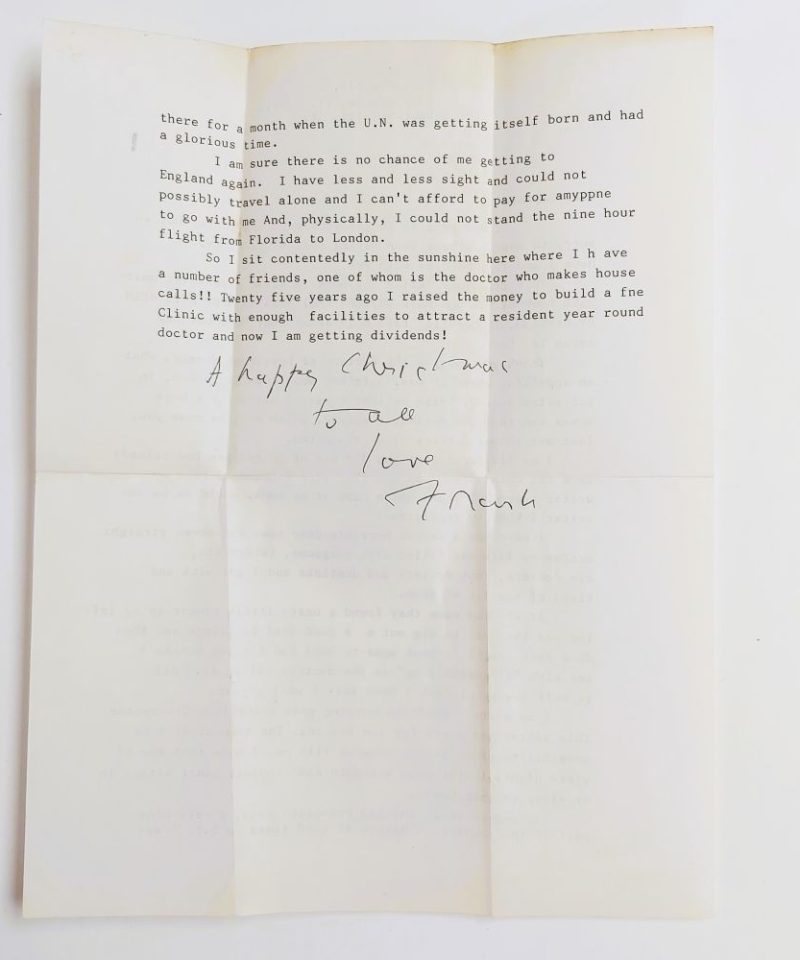 there for a month when the U.N. was getting itself born and had
a glorious time.
I am sure there is no chance of me getting to
England again. I have less and less sight and could not
possibly travel alone and I can't afford to pay for amyppne
to go with me And, physically, I could not stand the nine hour
flight from Florida to London.
So I sit contentedly in the sunshine here where I h ave
a number of friends, one of whom is the doctor who makes house
calls!! Twenty five years ago I raised the money to build a fne
Clinic with enough facilities to attract a resident year round
doctor and now I am getting dividends!
A happy Christmas
to all
love